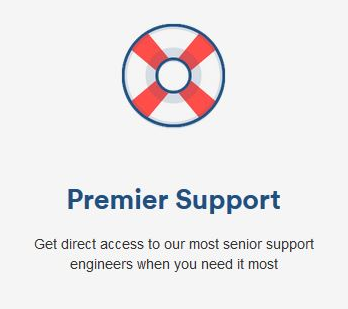 Premier Support
Get direct access to our most senior support
engineers when you need it most